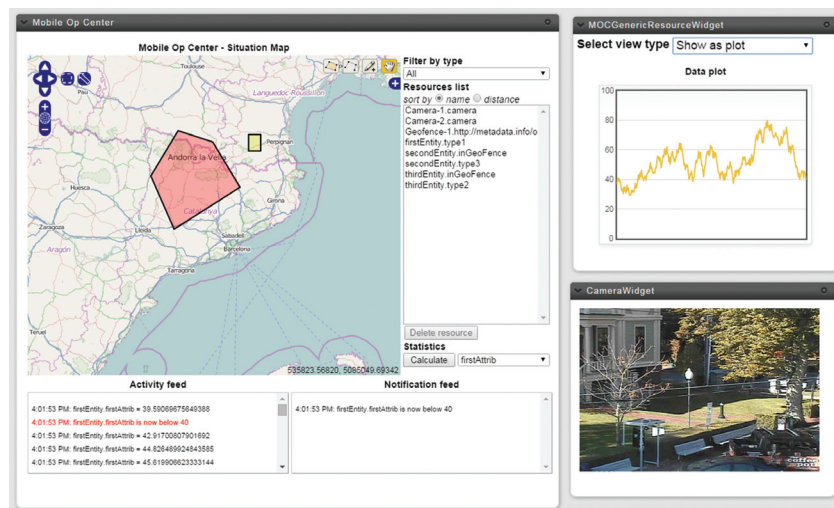 Mobile Op Center
Mobile Op Center - Situation Map
Toulouse
Pau
Languedoc-Roussillon
Perpignan
Andorra la Vella
Huesca
Girona
Catalunya
Zaragoza
Lleida
Sabadell
Barcelona
Aragón
Tarragona
Teruel
535823.56820, 5085049.69342
Filter by type
All
Resources list
sort by name distance
Camera-1.camera
Camera-2.camera
Geofence-1.http://metadata.info/o
firstEntity.type1
secondEntity.inGeoFence
secondEntity.type3
thirdEntity.inGeoFence
thirdEntity.type2
Delete resource
Statistics
Calculate firstAttrib
Activity feed
4:01:53 PM: firstEntity.firstAttrib = 39.59069675649388
4:01:53 PM: firstEntity.firstAttrib is now below 40
4:01:53 PM: firstEntity.firstAttrib = 42.91700807901692
4:01:53 PM: firstEntity.firstAttrib = 44.826489924843585
4:01:53 PM: firstEntity.firstAttrib = 45.619906623333144
Notification feed
4:01:53 PM: firstEntity.firstAttrib is now below 40
MOCGenericResourceWidget
Select view type Show as plot
Data plot
100
80
60
40
20
0
CameraWidget
coffee
pot